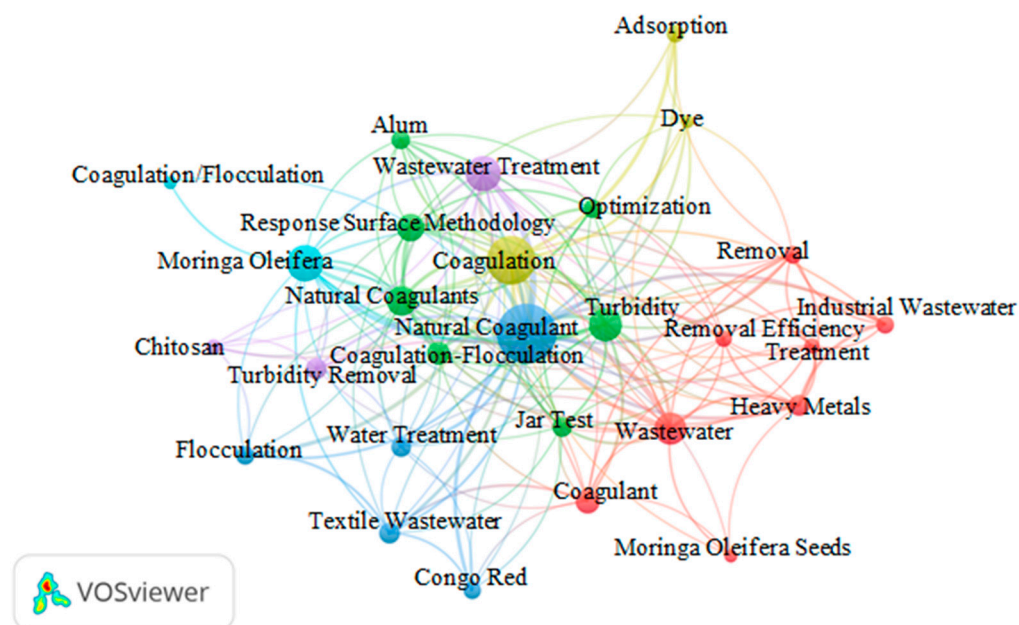 Adsorption
Dye
Alum
Wastewater Treatment
Coagulation/Flocculation
Optimization
Response Surface Methodology
Removal
Moringa Oleifera
Coagulation
Natural Coagulants
Turbidity
Industrial Wastewater
Natural Coagulant
Removal Efficiency
Chitosan
Coagulation-Flocculation
Treatment
Turbidity Removal
Heavy Metals
Jar Test
Water Treatment
Wastewater
Flocculation
Coagulant
Textile Wastewater
Moringa Oleifera Seeds
Congo Red
VOSviewer